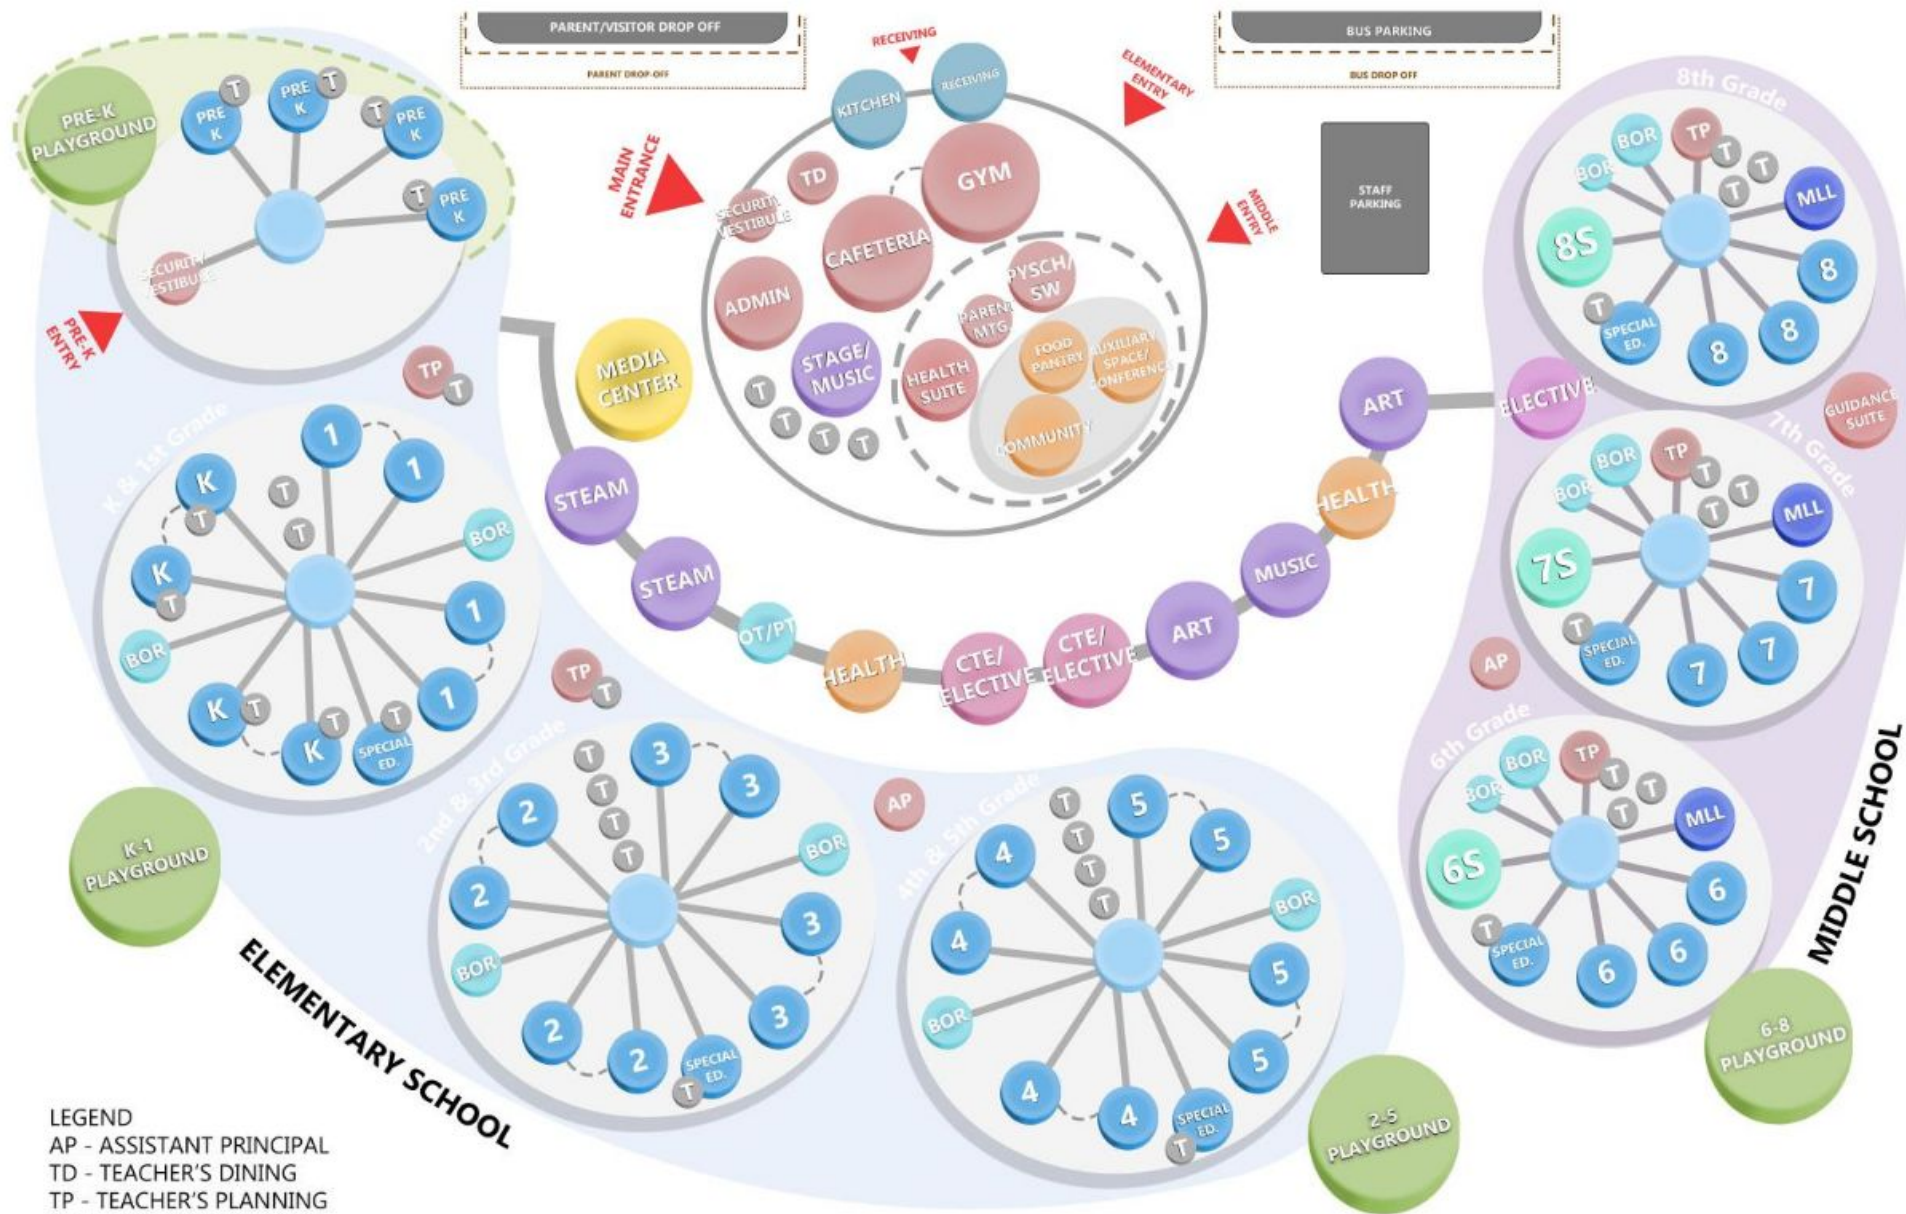 PARENT/VISITOR DROP OFF
PARENT DROP-OFF
BUS PARKING
BUS DROP OFF
RECEIVING
ELEMENTARY
ENTRY
MAIN
ENTRANCE
MIDDLE
ENTRY
STAFF
PARKING
PRE-K
PLAYGROUND
PRE
K
T
PRE
K
T
T
PRE
K
T
PRE
K
SECURITY
VESTIBULE
PRE-K
ENTRY
TP
T
KITCHEN
RECEIVING
TD
GYM
SECURITY
VESTIBULE
CAFETERIA
ADMIN
PYSCH/
SW
PARENT
MTG.
STAGE/
MUSIC
HEALTH
SUITE
FOOD
PANTRY
AUXILIARY
SPACE/
CONFERENCE
COMMUNITY
T
T
T
T
MEDIA
CENTER
STEAM
STEAM
OT/PT
HEALTH
CTE/
ELECTIVE
CTE/
ELECTIVE
ART
MUSIC
HEALTH
ART
ELECTIVE
K & 1st Grade
1
1
K
T
T
T
BOR
K
T
1
BOR
1
K
T
K
T
SPECIAL
ED.
T
K-1
PLAYGROUND
TP
T
2nd & 3rd Grade
T
T
T
T
3
3
2
BOR
2
3
BOR
3
2
2
SPECIAL
ED.
T
AP
4th & 5th Grade
T
T
T
T
5
5
4
BOR
4
5
BOR
5
4
4
SPECIAL
ED.
T
2-5
PLAYGROUND
ELEMENTARY SCHOOL
8th Grade
BOR
BOR
TP
T
T
T
MLL
8S
8
T
SPECIAL
ED.
8
8
GUIDANCE
SUITE
7th Grade
BOR
BOR
TP
T
T
T
MLL
7S
7
T
SPECIAL
ED.
7
7
AP
6th Grade
BOR
BOR
TP
T
T
T
MLL
6S
6
T
SPECIAL
ED.
6
6
6-8
PLAYGROUND
MIDDLE SCHOOL
LEGEND
AP - ASSISTANT PRINCIPAL
TD - TEACHER'S DINING
TP - TEACHER'S PLANNING